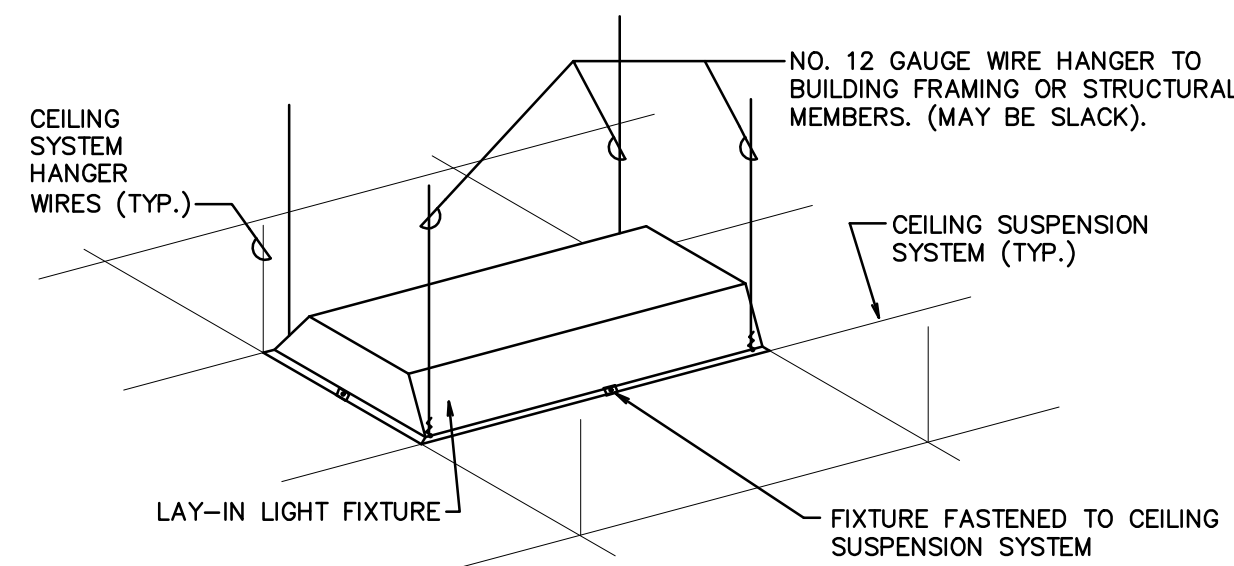 NO. 12 GAUGE WIRE HANGER TO
BUILDING FRAMING OR STRUCTURAL
MEMBERS. (MAY BE SLACK).
CEILING
SYSTEM
HANGER
WIRES (TYP.)
CEILING SUSPENSION
SYSTEM (TYP.)
LAY-IN LIGHT FIXTURE
FIXTURE FASTENED TO CEILING
SUSPENSION SYSTEM